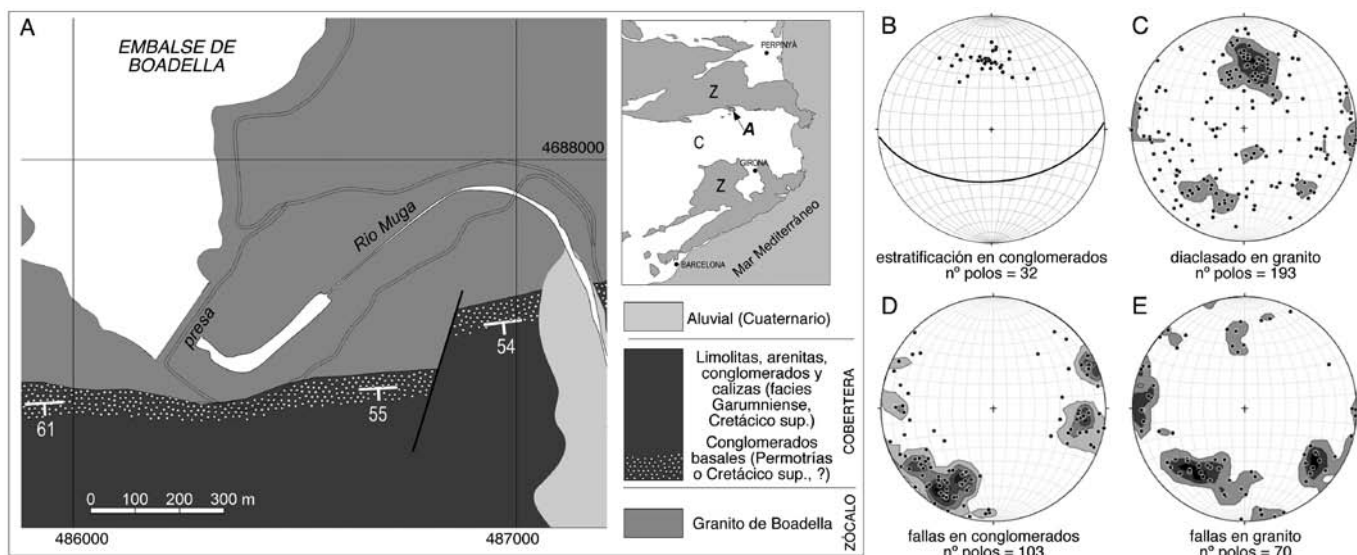 A
EMBALSE DE
BOADELLA
4688000
Rio Muga
presa
54
55
61
0 100 200 300 m
486000
487000
PERPINYÀ
Z
A
C
GIRONA
Z
BARCELONA
Mar Mediterráneo
Aluvial (Cuaternario)
Limolitas, arenitas,
conglomerados y
calizas (facies
Garumniense,
Cretácico sup.)
Conglomerados
basales (Permotrías
o Cretácico sup., ?)
COBERTERA
Granito de Boadella
ZÓCALO
B
estratificación en conglomerados
nº polos = 32
C
diaclasado en granito
nº polos = 193
D
fallas en conglomerados
nº polos = 103
E
fallas en granito
nº polos = 70